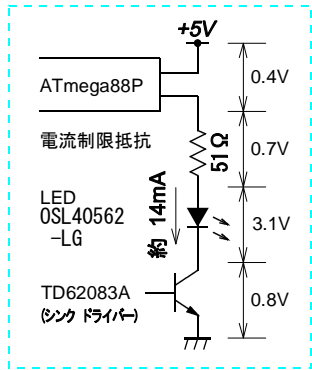 +5V
ATmega88P
0.4V
電流制限抵抗
51Ω
0.7V
LED
OSL40562
-LG
約 14mA
3.1V
TD62083A
(シンク ドライバー)
0.8V